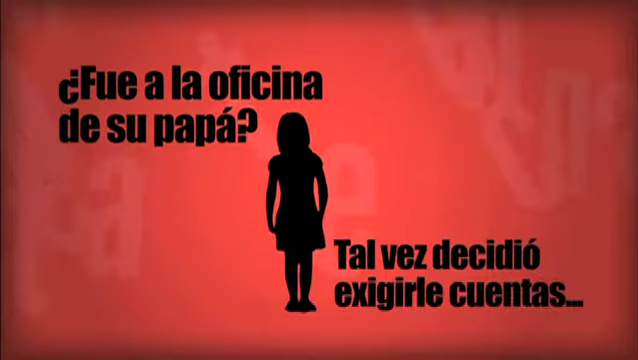 ¿Fue a la oficina
de su papá?
Tal vez decidió
exigirle cuentas...